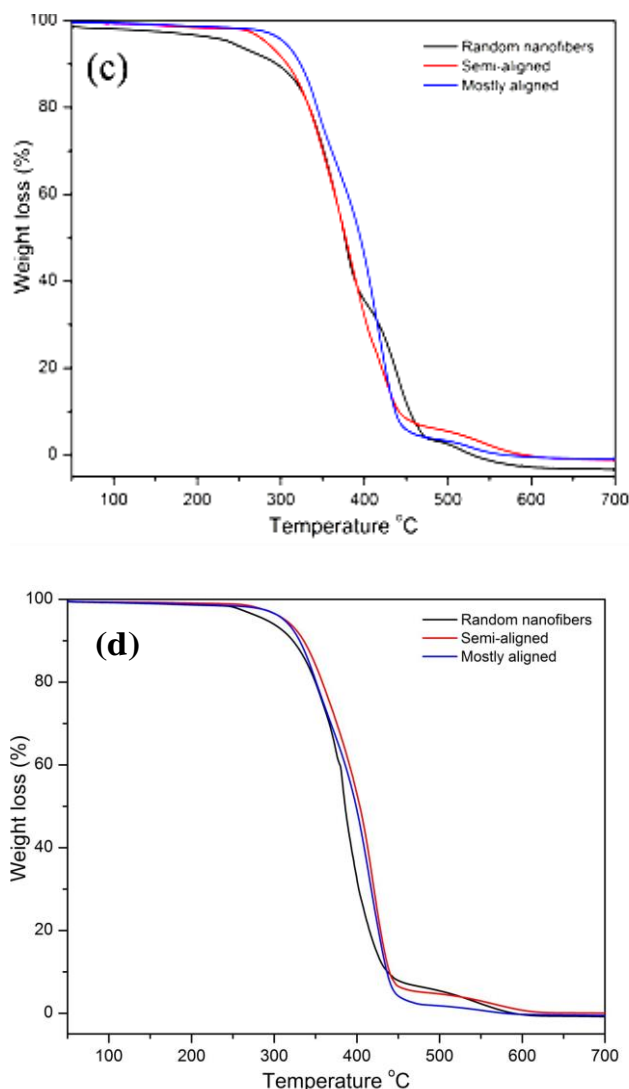 100
80
60
40
20
0
Weight loss (%)
(c)
Random nanofibers
Semi-aligned
Mostly aligned
100 200 300 400 500 600 700
Temperature °C
100
80
60
40
20
0
Weight loss (%)
(d)
Random nanofibers
Semi-aligned
Mostly aligned
100 200 300 400 500 600 700
Temperature °C